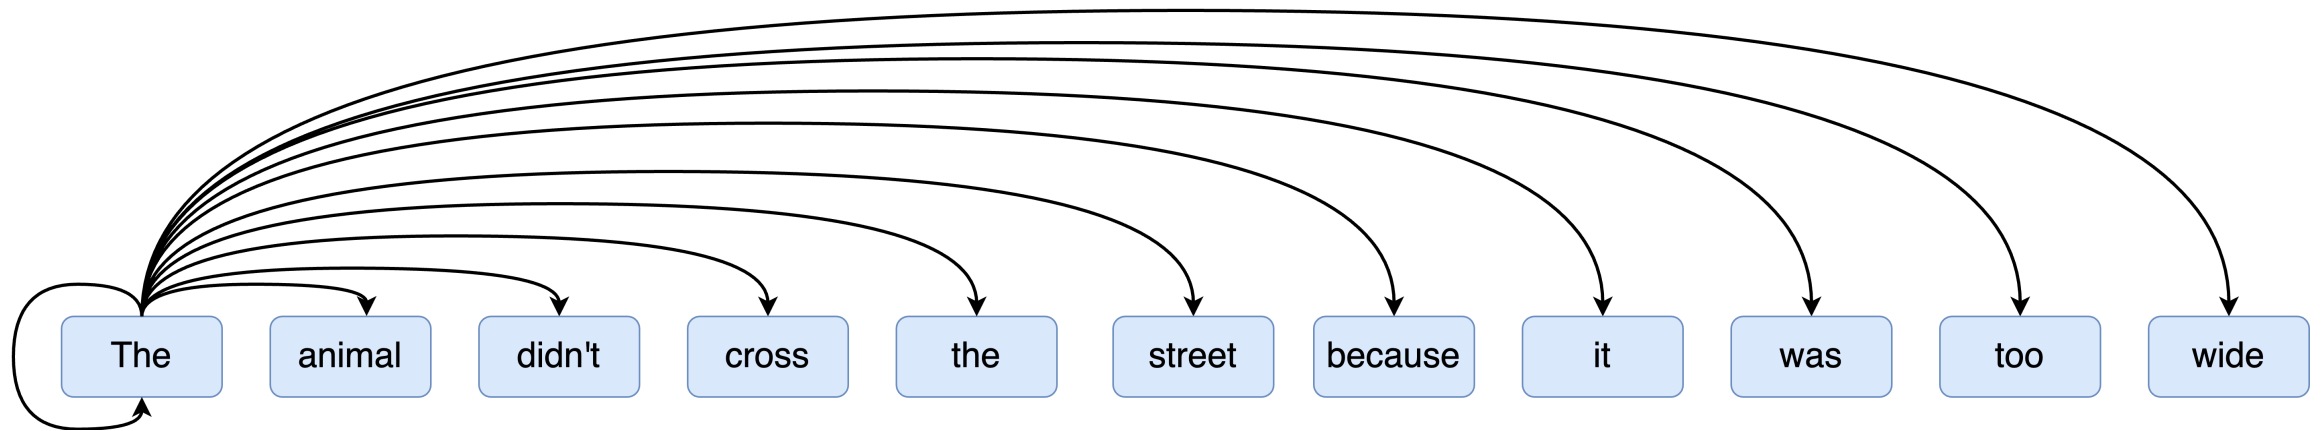 The animal didn't cross the street because it was too wide